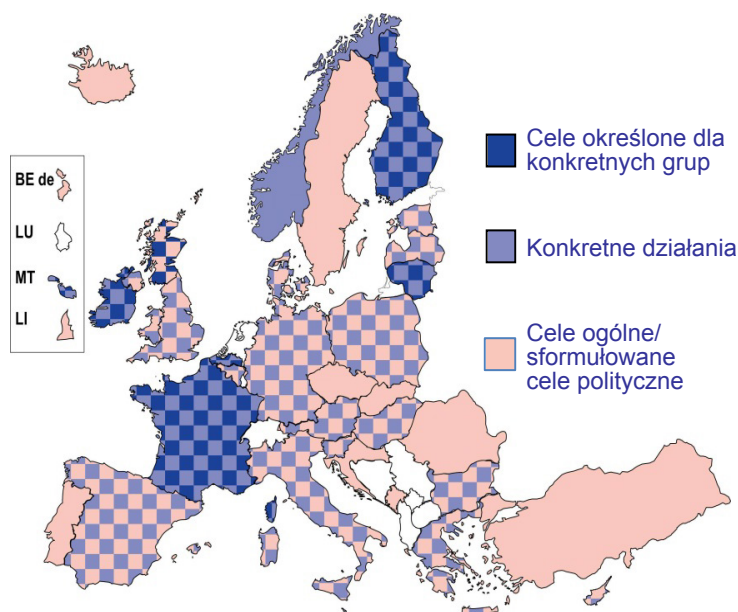 Cele określone dla
konkretnych grup
BE de
LU
Konkretne działania
MT
LI
Cele ogólne/
sformułowane
cele polityczne